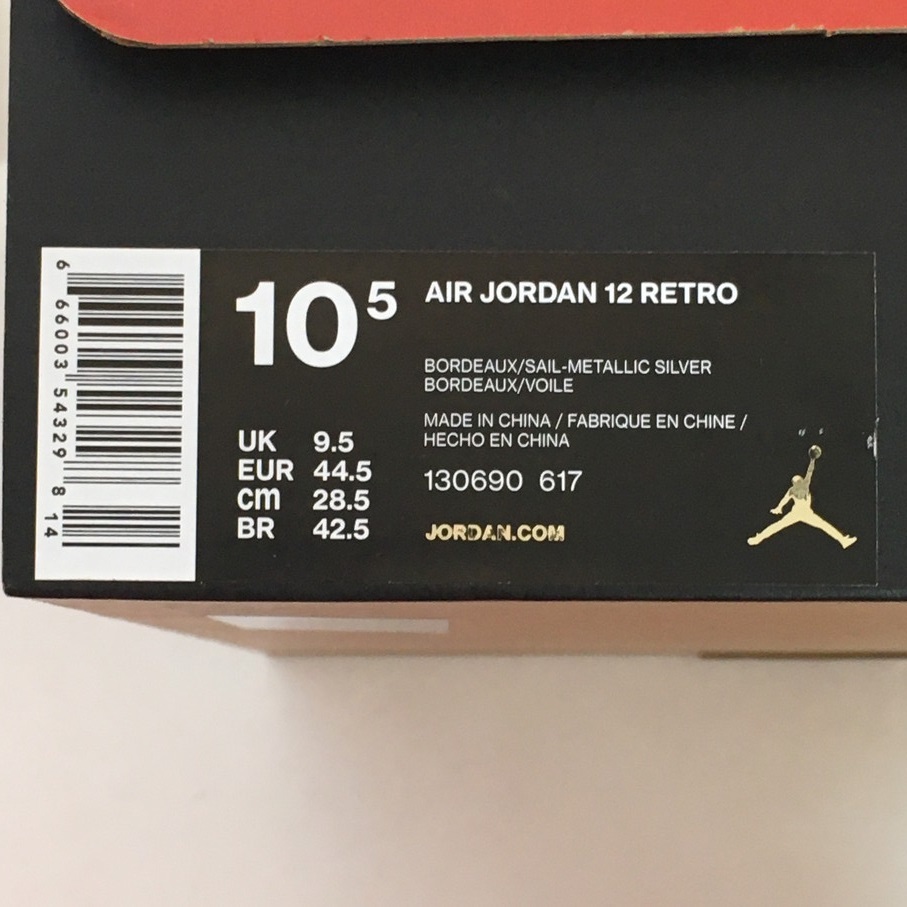 10 5
AIR JORDAN 12 RETRO
BORDEAUX/SAIL-METALLIC SILVER
BORDEAUX/VOILE
MADE IN CHINA / FABRIQUE EN CHINE /
HECHO EN CHINA
130690 617
JORDAN.COM
UK 9.5
EUR 44.5
cm 28.5
BR 42.5
6 66003 54329 8 14